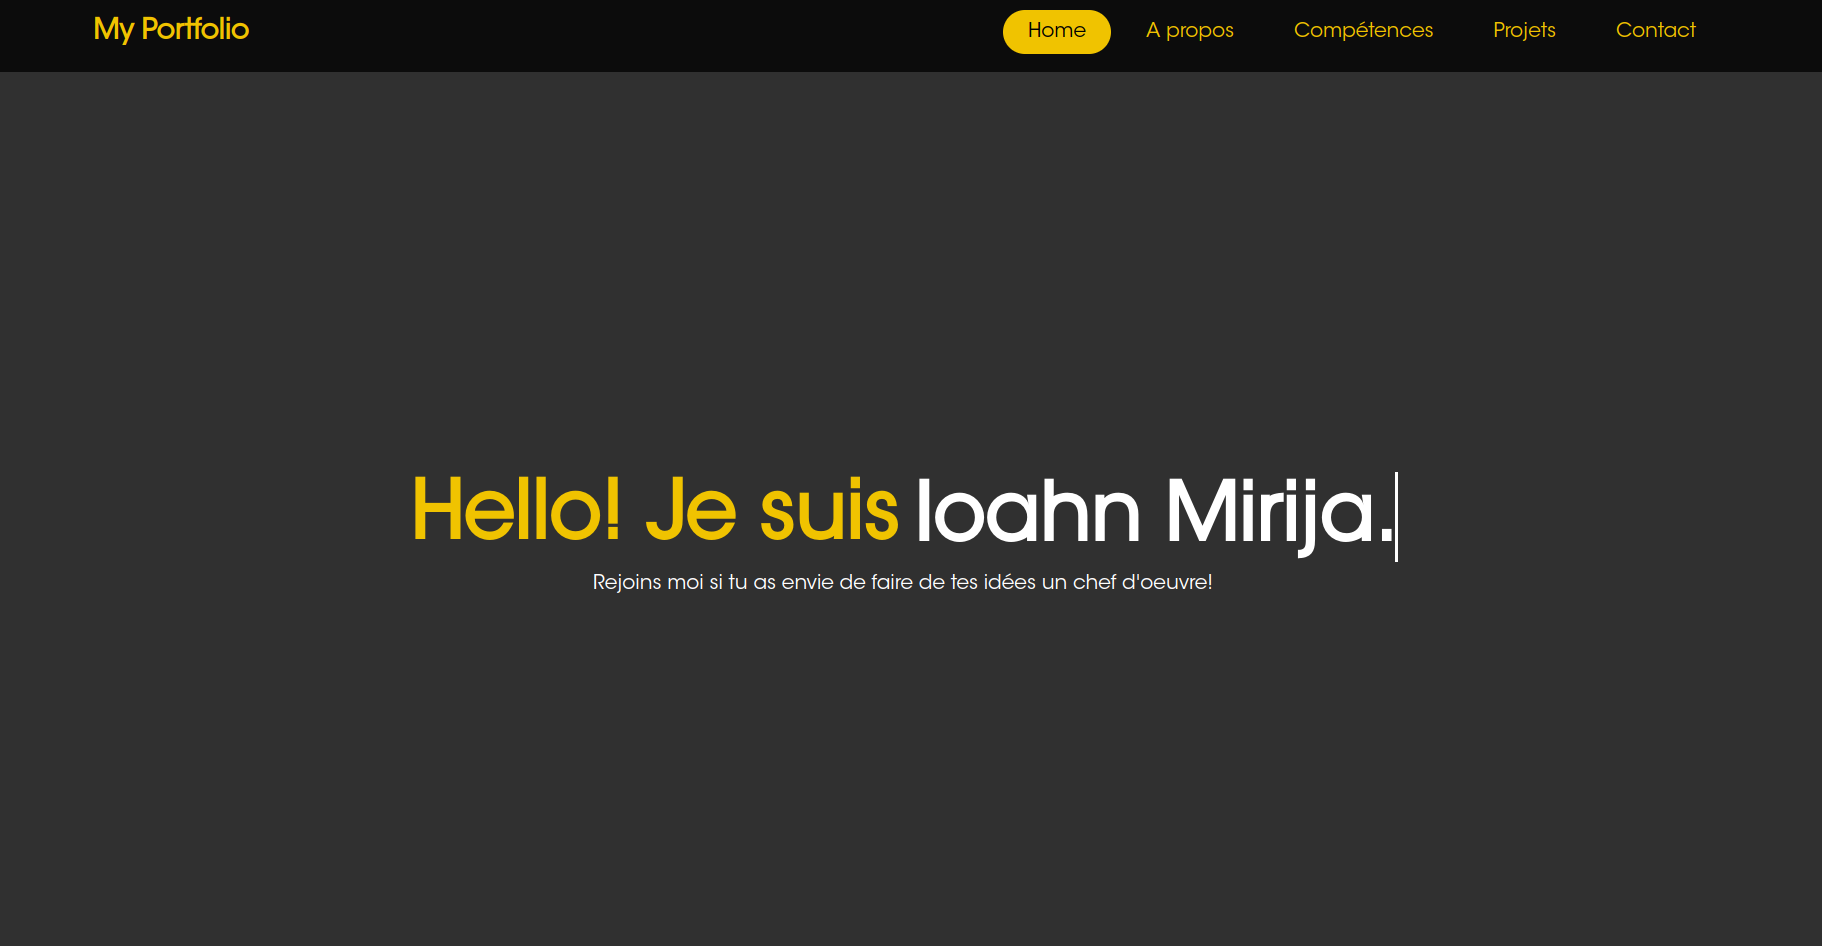 My Portfolio
Home A propos Compétences Projets Contact
Hello! Je suis Ioahn Mirija.
Rejoins moi si tu as envie de faire de tes idées un chef d'oeuvre!